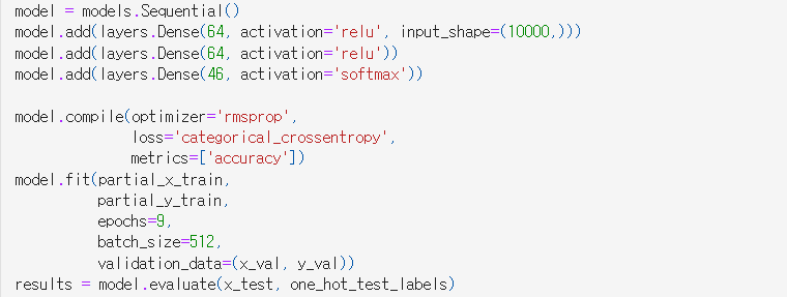 model = models.Sequential()
model.add(layers.Dense(64, activation='relu', input_shape=(10000,)))
model.add(layers.Dense(64, activation='relu'))
model.add(layers.Dense(46, activation='softmax'))

model.compile(optimizer='rmsprop',
              loss='categorical_crossentropy',
              metrics=['accuracy'])
model.fit(partial_x_train,
          partial_y_train,
          epochs=9,
          batch_size=512,
          validation_data=(x_val, y_val))
results = model.evaluate(x_test, one_hot_test_labels)